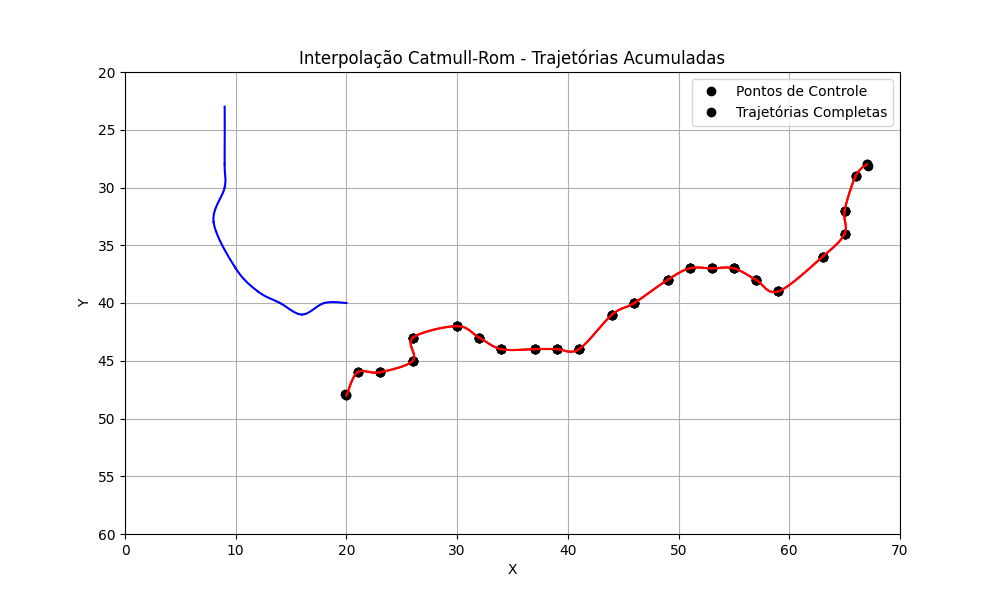 Interpolação Catmull-Rom - Trajetórias Acumuladas
Pontos de Controle
Trajetórias Completas
Y
20
25
30
35
40
45
50
55
60
0 10 20 30 40 50 60 70
X